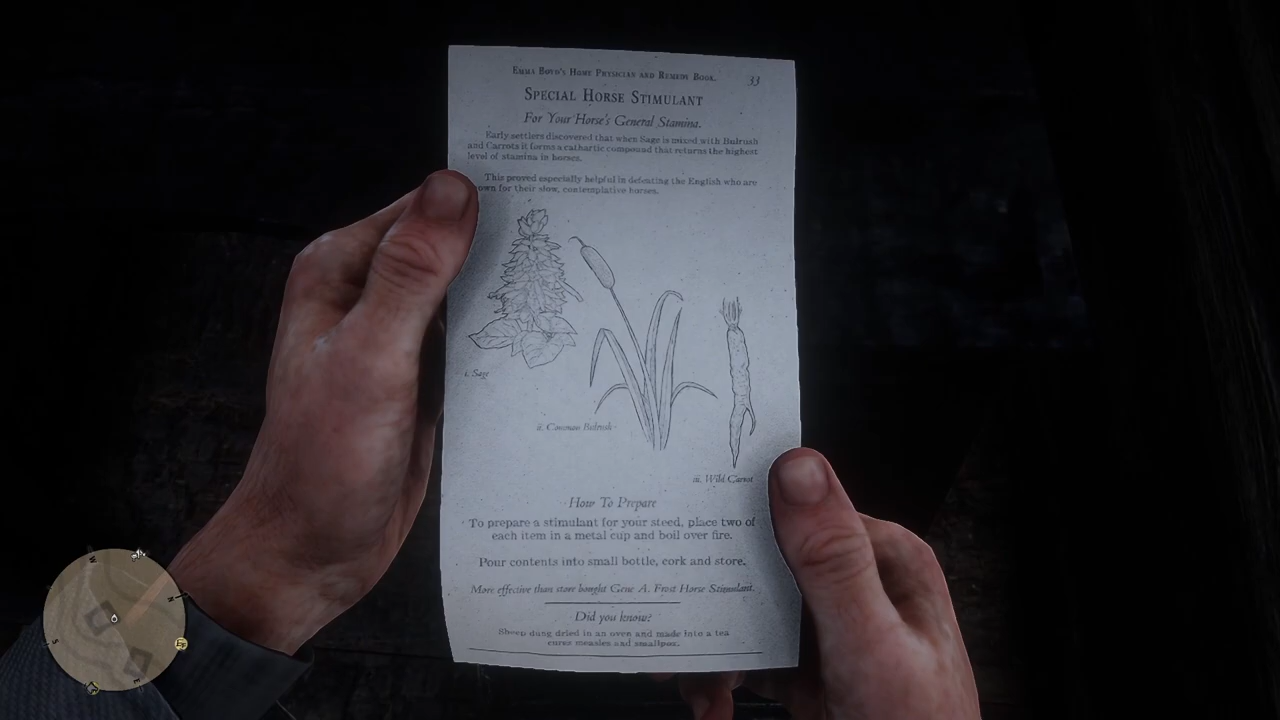 Emma Boyd's Home Physician and Remedy Book. 33
Special Horse Stimulant
For Your Horse's General Stamina.
Early settlers discovered that when Sage is mixed with Bulrush
and Carrots it forms a cathartic compound that returns the highest
level of stamina in horses.
This proved especially helpful in defeating the English who are
own for their slow, contemplative horses.
i. Sage
ii. Common Bulrush
iii. Wild Carrot
How To Prepare
To prepare a stimulant for your steed, place two of
each item in a metal cup and boil over fire.
Pour contents into small bottle, cork and store.
More effective than store bought Gene A. Frost Horse Stimulant.
Did you know?
Sheep dung dried in an oven and made into a tea
cures measles and smallpox.